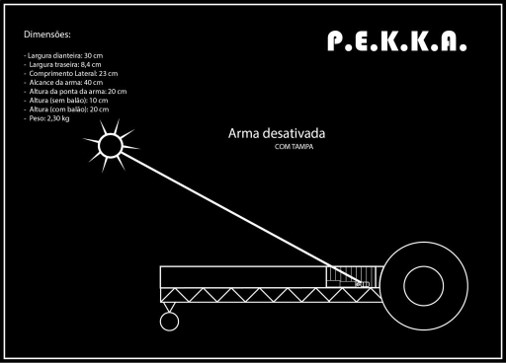 Dimensões:
P.E.K.K.A.
- Largura dianteira: 30 cm
- Largura traseira: 8,4 cm
- Comprimento Lateral: 23 cm
- Alcance da arma: 40 cm
- Altura da ponta da arma: 20 cm
- Altura (sem balão): 10 cm
- Altura (com balão): 20 cm
- Peso: 2,30 kg
Arma desativada
COM TAMPA